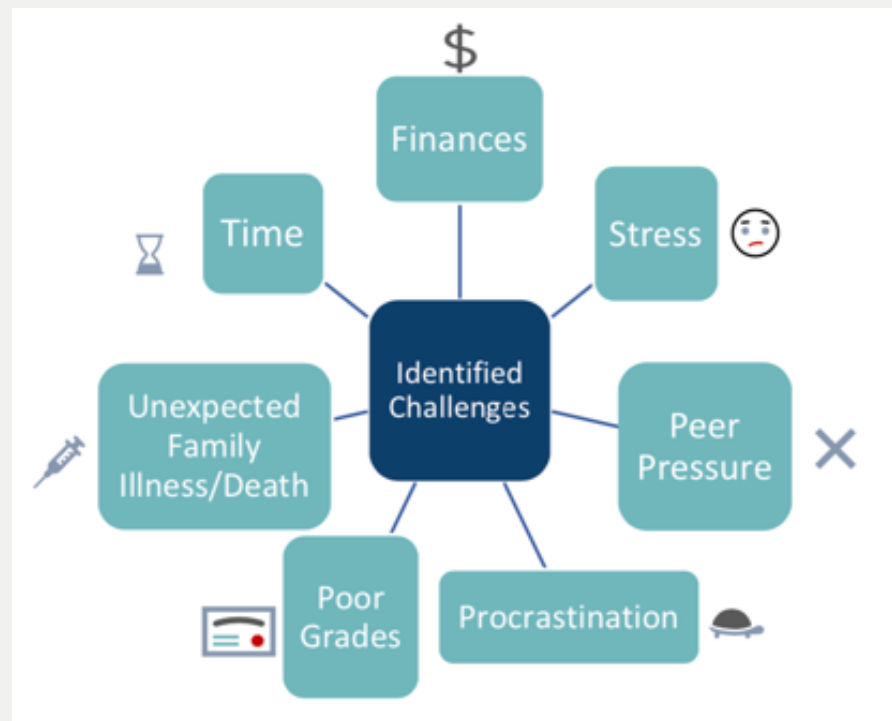 $
Finances
Time
Stress
Identified
Challenges
Unexpected
Family
Illness/Death
Peer
Pressure
Poor
Grades
Procrastination